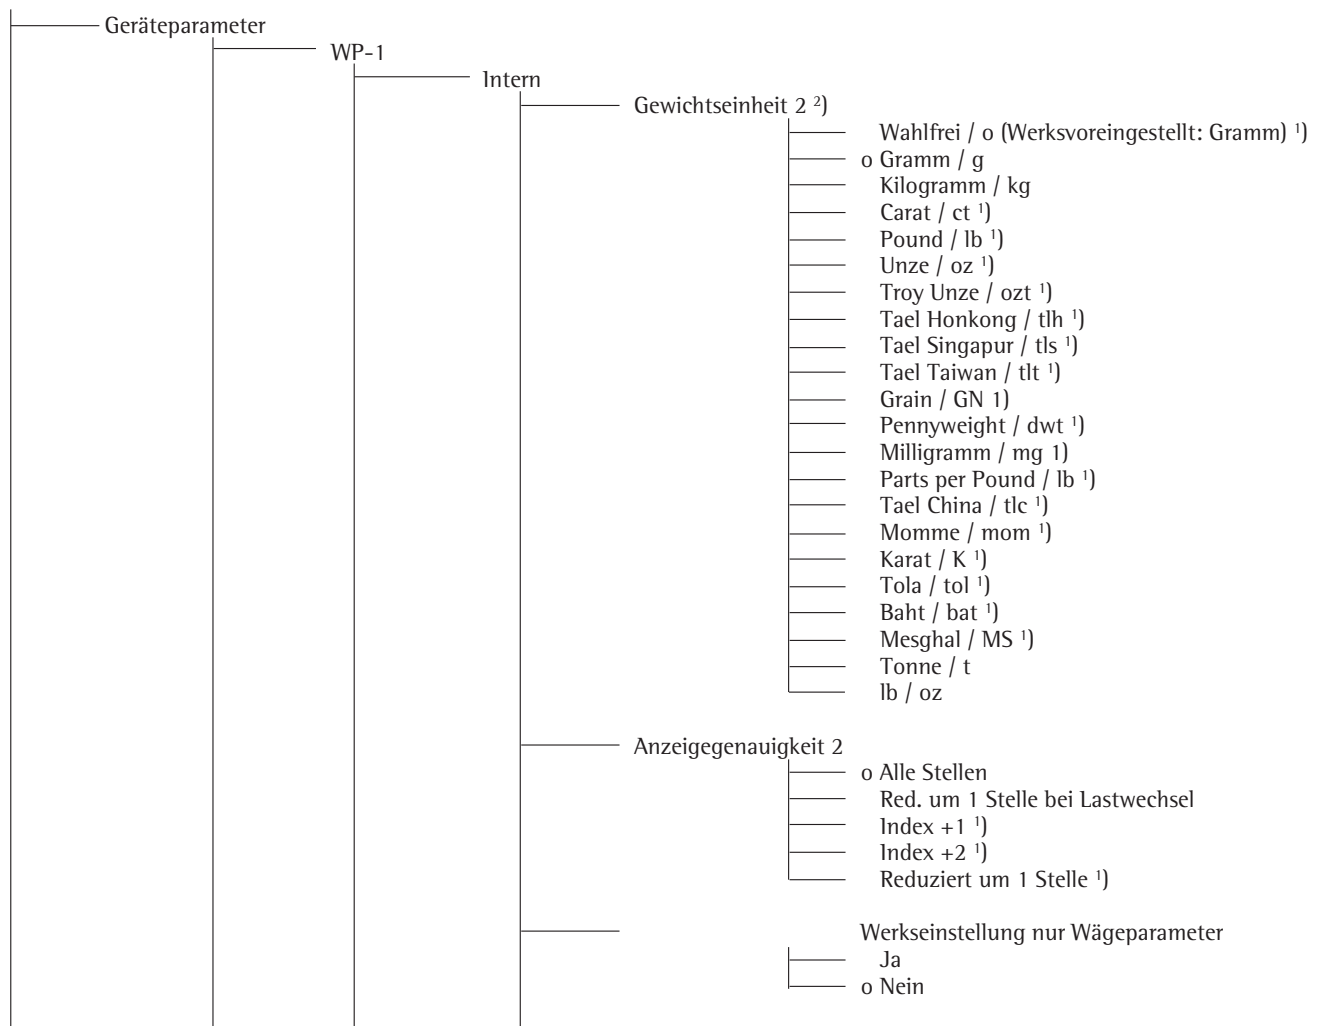 Geräteparameter
WP-1
Intern
Gewichtseinheit 2 ²)
Wahlfrei / o (Werksvoreingestellt: Gramm) ¹)
o Gramm / g
Kilogramm / kg
Carat / ct ¹)
Pound / lb ¹)
Unze / oz ¹)
Troy Unze / ozt ¹)
Tael Honkong / tlh ¹)
Tael Singapur / tls ¹)
Tael Taiwan / tlt ¹)
Grain / GN 1)
Pennyweight / dwt ¹)
Milligramm / mg 1)
Parts per Pound / lb ¹)
Tael China / tlc ¹)
Momme / mom ¹)
Karat / K ¹)
Tola / tol ¹)
Baht / bat ¹)
Mesghal / MS ¹)
Tonne / t
lb / oz
Anzeigegenauigkeit 2
o Alle Stellen
Red. um 1 Stelle bei Lastwechsel
Index +1 ¹)
Index +2 ¹)
Reduziert um 1 Stelle ¹)
Werkseinstellung nur Wägeparameter
Ja
o Nein